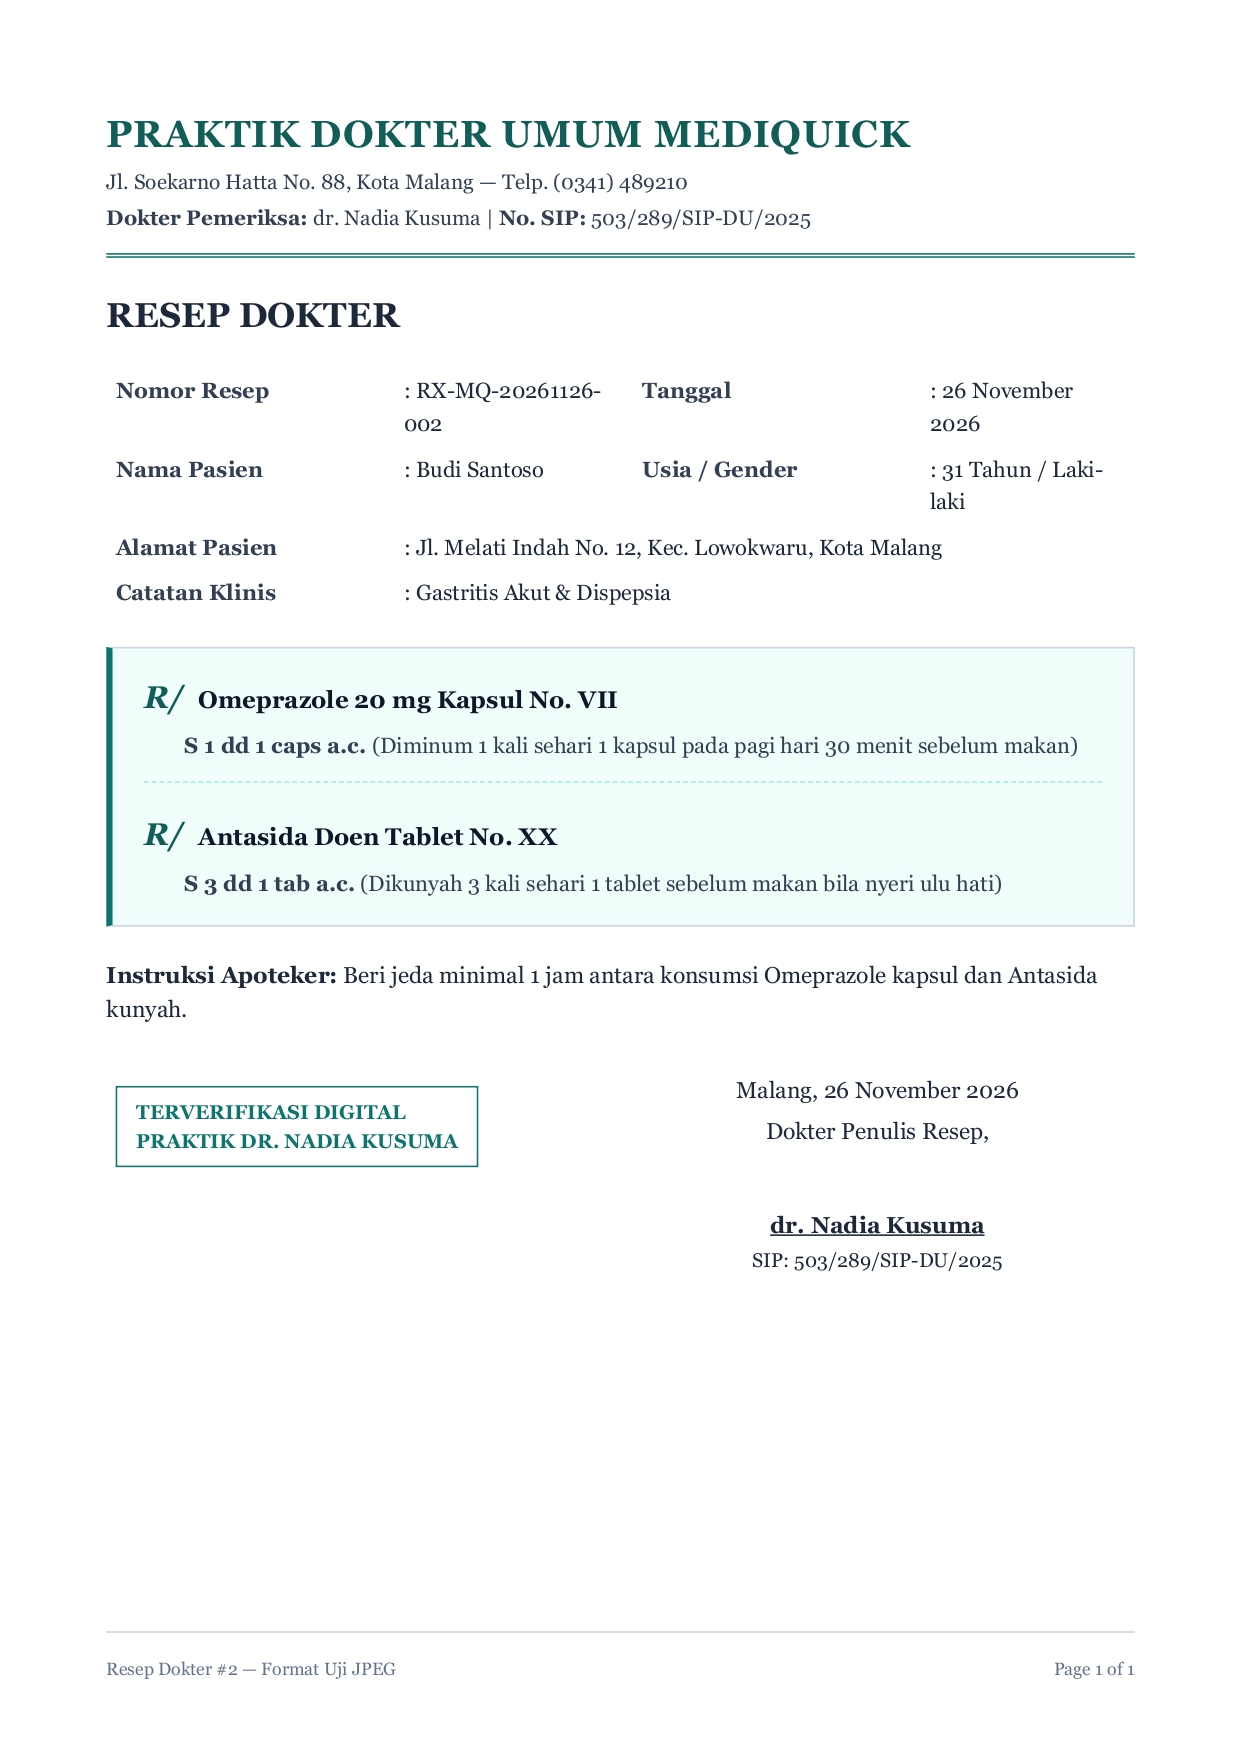 PRAKTIK DOKTER UMUM MEDIQUICK
Jl. Soekarno Hatta No. 88, Kota Malang — Telp. (0341) 489210
Dokter Pemeriksa: dr. Nadia Kusuma | No. SIP: 503/289/SIP-DU/2025
RESEP DOKTER
Nomor Resep : RX-MQ-20261126- Tanggal : 26 November
002 2026
Nama Pasien : Budi Santoso Usia / Gender : 31 Tahun / Laki-
laki
Alamat Pasien : Jl. Melati Indah No. 12, Kec. Lowokwaru, Kota Malang
Catatan Klinis : Gastritis Akut & Dispepsia
R/ Omeprazole 20 mg Kapsul No. VII
S 1 dd 1 caps a.c. (Diminum 1 kali sehari 1 kapsul pada pagi hari 30 menit sebelum makan)
R/ Antasida Doen Tablet No. XX
S 3 dd 1 tab a.c. (Dikunyah 3 kali sehari 1 tablet sebelum makan bila nyeri ulu hati)
Instruksi Apoteker: Beri jeda minimal 1 jam antara konsumsi Omeprazole kapsul dan Antasida
kunyah.
TERVERIFIKASI DIGITAL
PRAKTIK DR. NADIA KUSUMA
Malang, 26 November 2026
Dokter Penulis Resep,
dr. Nadia Kusuma
SIP: 503/289/SIP-DU/2025
Resep Dokter #2 — Format Uji JPEG Page 1 of 1